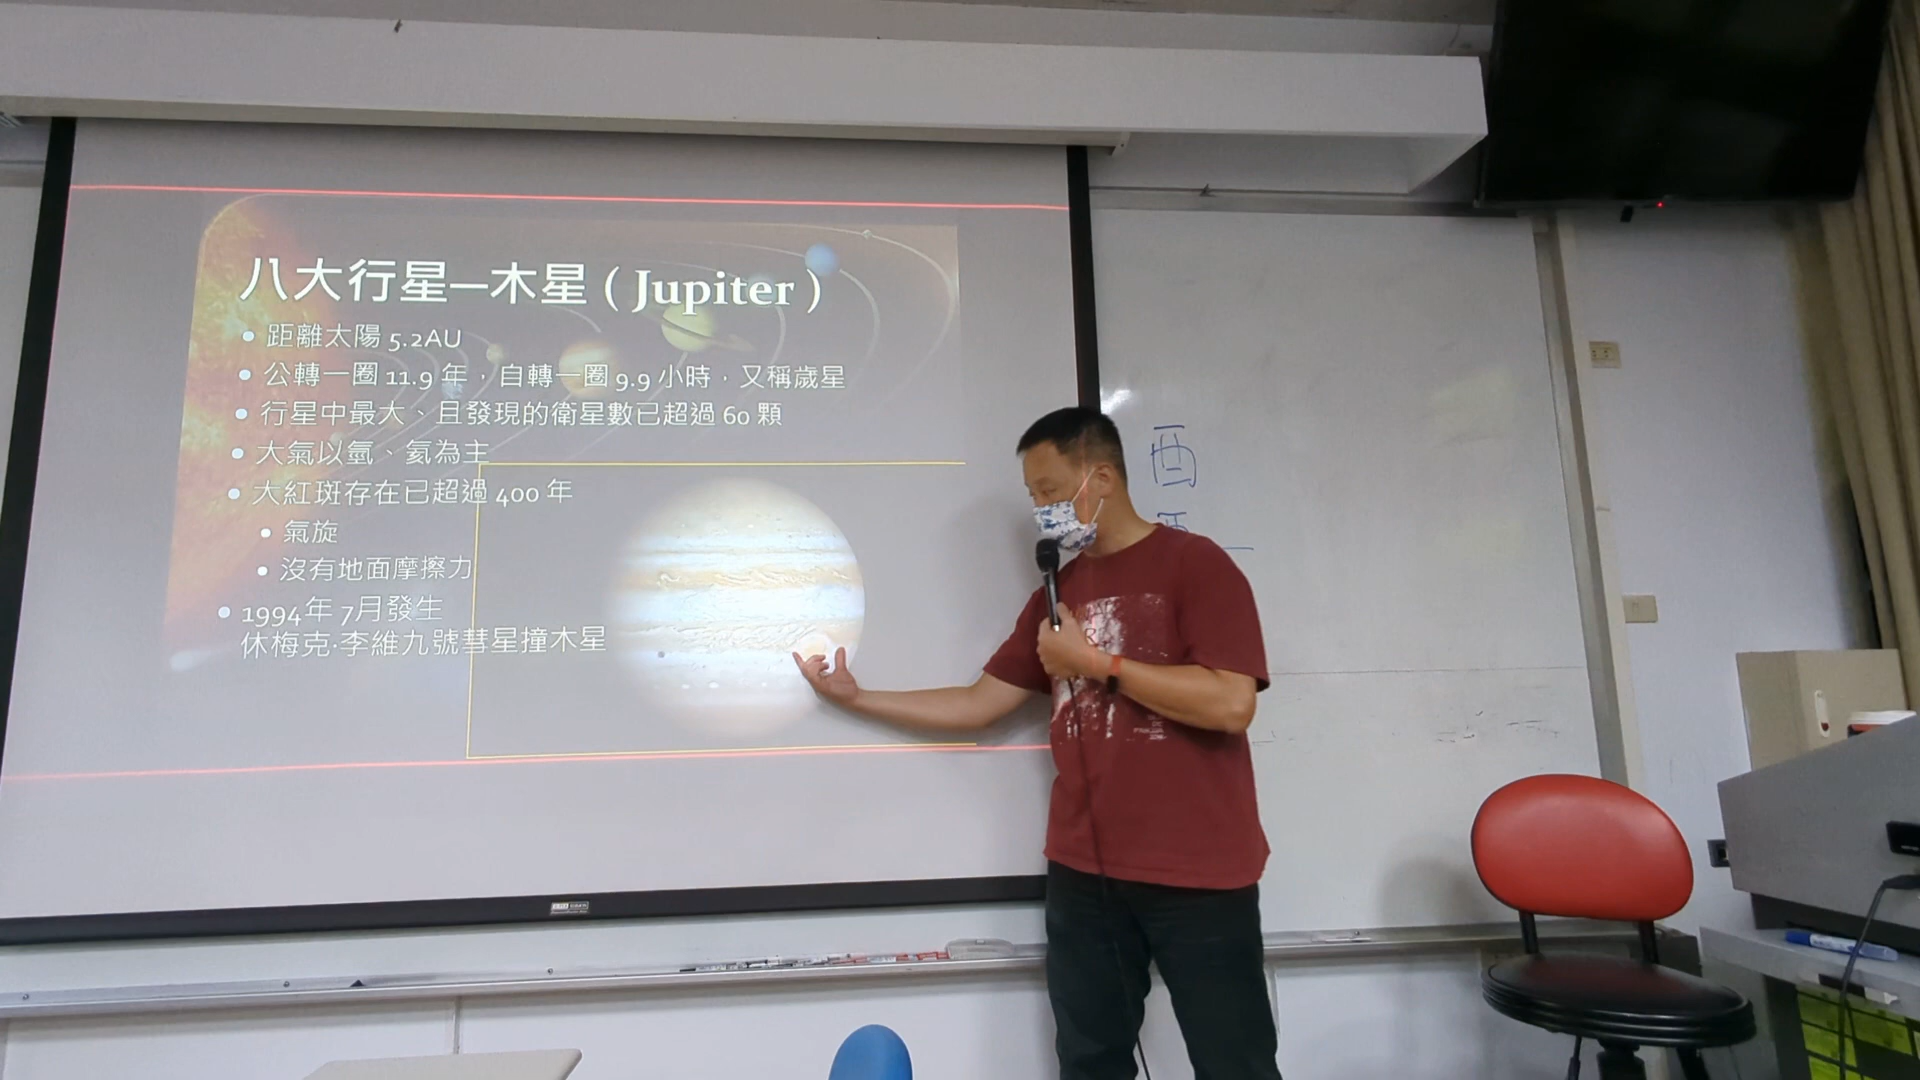 八大行星—木星（Jupiter）
距離太陽 5.2AU
公轉一圈 11.9 年，自轉一圈 9.9 小時，又稱歲星
行星中最大、且發現的衛星數已超過 60 顆
大氣以氫、氦為主
大紅斑存在已超過 400 年
氣旋
沒有地面摩擦力
1994年 7月發生
休梅克·李維九號彗星撞木星
酉